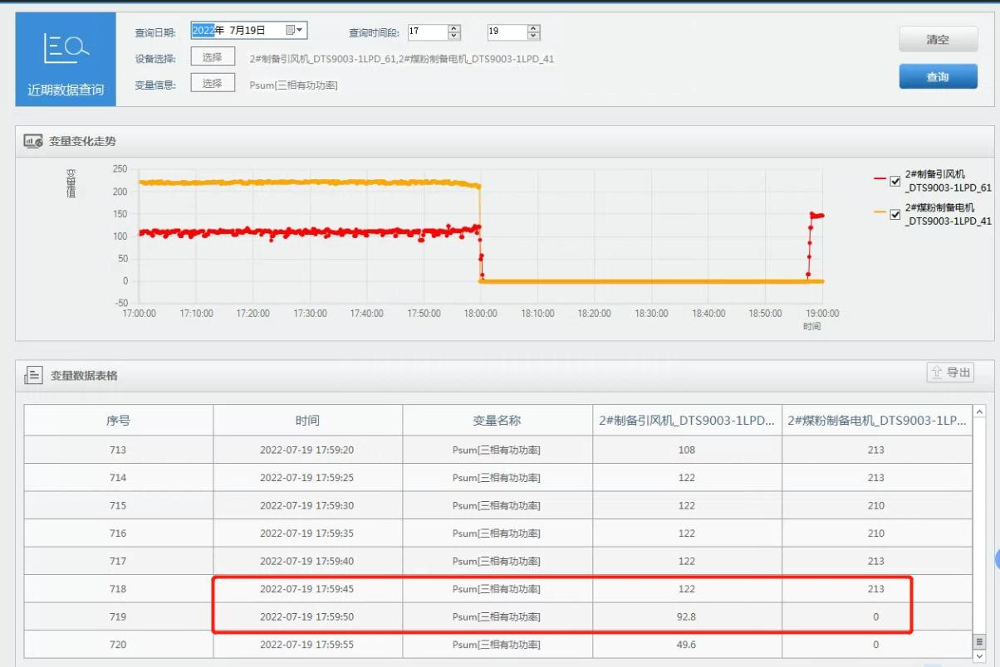 查询日期: 2022年 7月19日 查询时间段: 17 19 清空
设备选择: 选择 2#制备引风机_DTS9003-1LPD_61,2#煤粉制备电机_DTS9003-1LPD_41
近期数据查询 变量信息: 选择 Psum[三相有功功率] 查询
变量变化走势
变量值
250
200
150
100
50
0
-50
17:00:00 17:10:00 17:20:00 17:30:00 17:40:00 17:50:00 18:00:00 18:10:00 18:20:00 18:30:00 18:40:00 18:50:00 19:00:00
时间
2#制备引风机
_DTS9003-1LPD_61
2#煤粉制备电机
_DTS9003-1LPD_41
变量数据表格 导出
序号 时间 变量名称 2#制备引风机_DTS9003-1LPD... 2#煤粉制备电机_DTS9003-1LP...
713 2022-07-19 17:59:20 Psum[三相有功功率] 108 213
714 2022-07-19 17:59:25 Psum[三相有功功率] 122 213
715 2022-07-19 17:59:30 Psum[三相有功功率] 122 210
716 2022-07-19 17:59:35 Psum[三相有功功率] 122 210
717 2022-07-19 17:59:40 Psum[三相有功功率] 122 213
718 2022-07-19 17:59:45 Psum[三相有功功率] 122 213
719 2022-07-19 17:59:50 Psum[三相有功功率] 92.8 0
720 2022-07-19 17:59:55 Psum[三相有功功率] 49.6 0